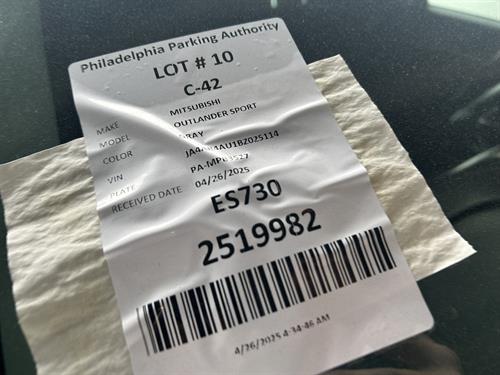 Philadelphia Parking Authority
LOT # 10
C-42
MAKE MITSUBISHI
MODEL OUTLANDER SPORT
COLOR
VIN
PLATE
RECEIVED DATE 04/26/2025
ES730
2519982
4/26/2025 4:34:46 AM